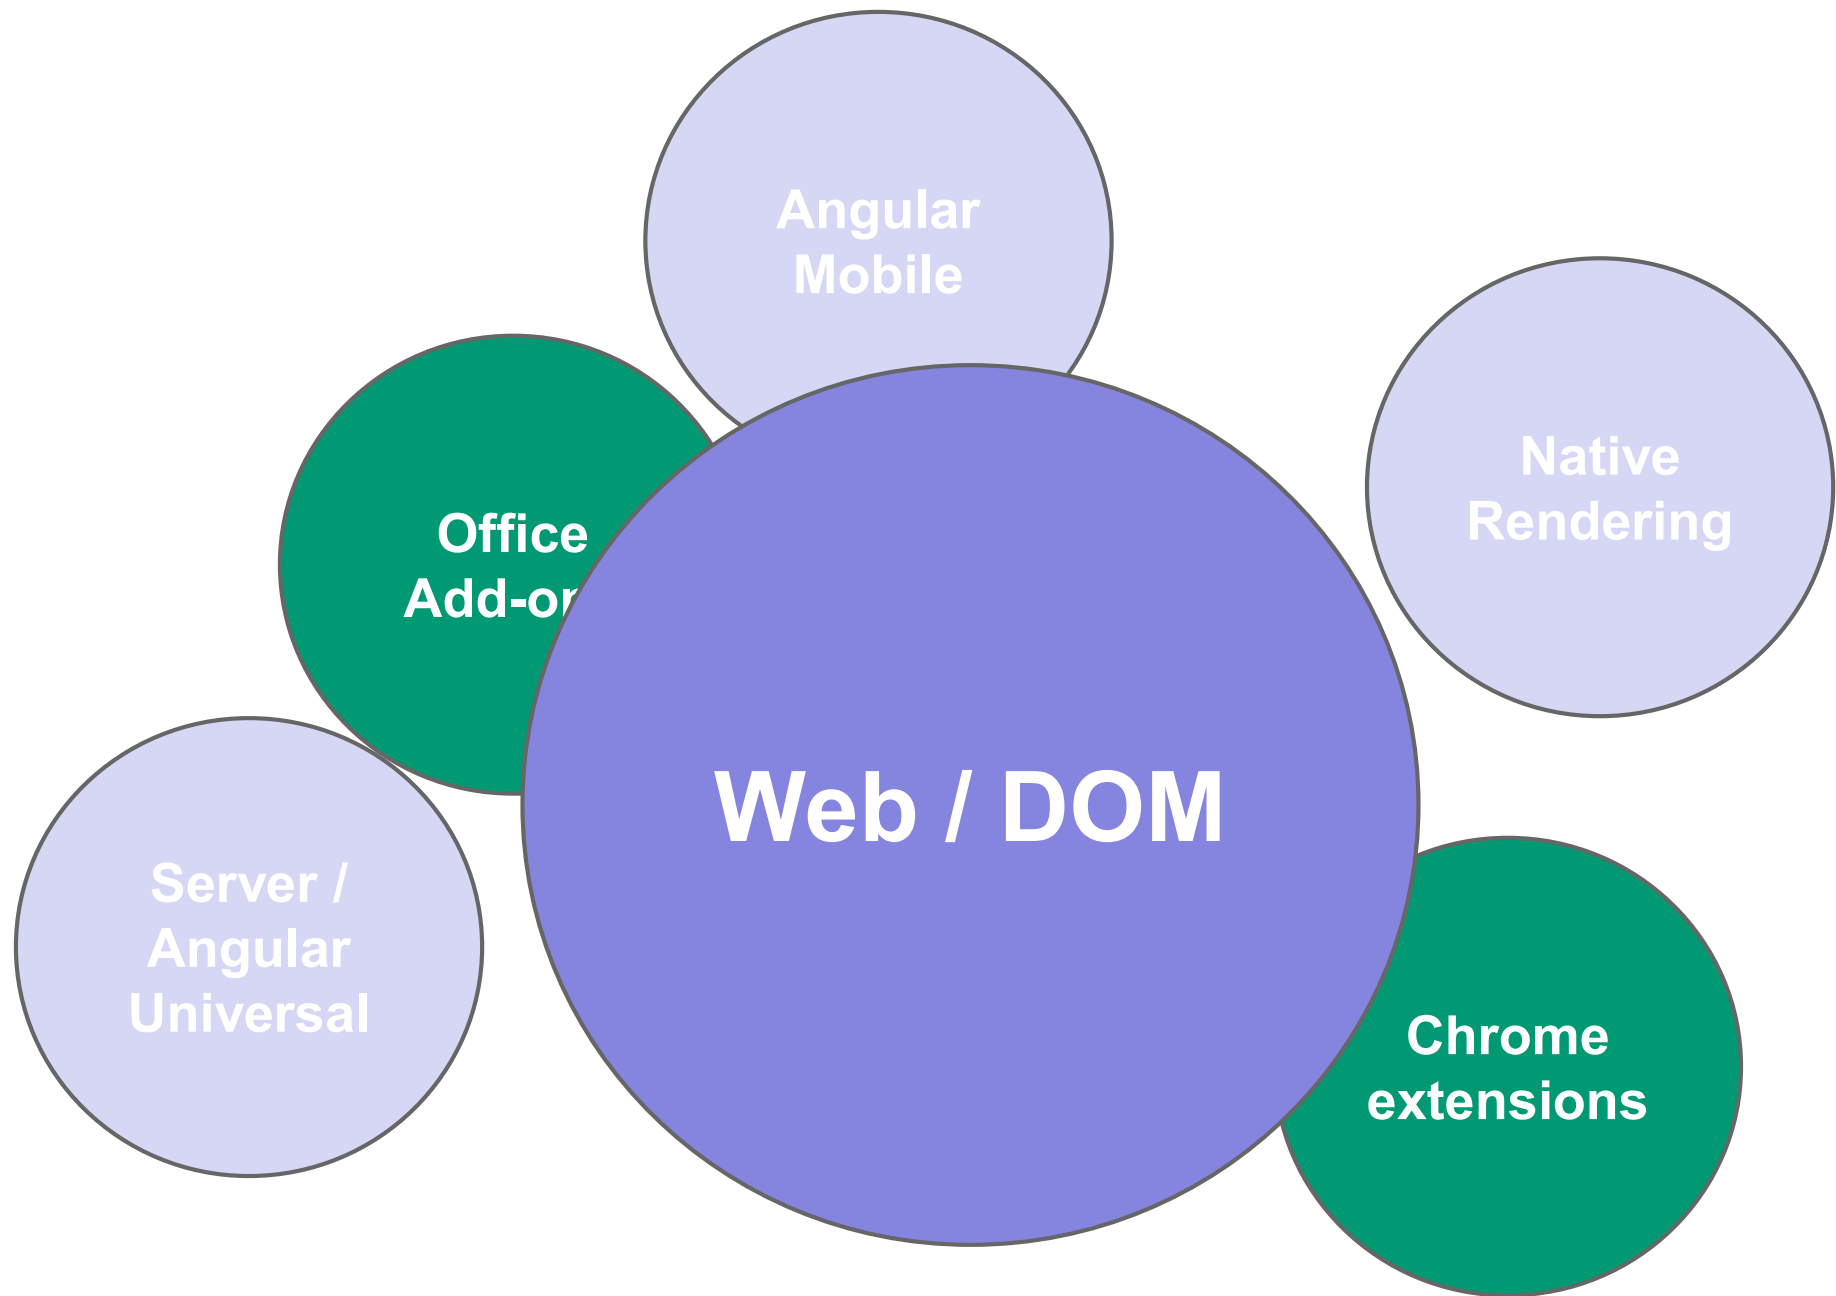 Angular
Mobile
Native
Rendering
Office
Web / DOM
Server /
Angular
Universal
Chrome
extensions